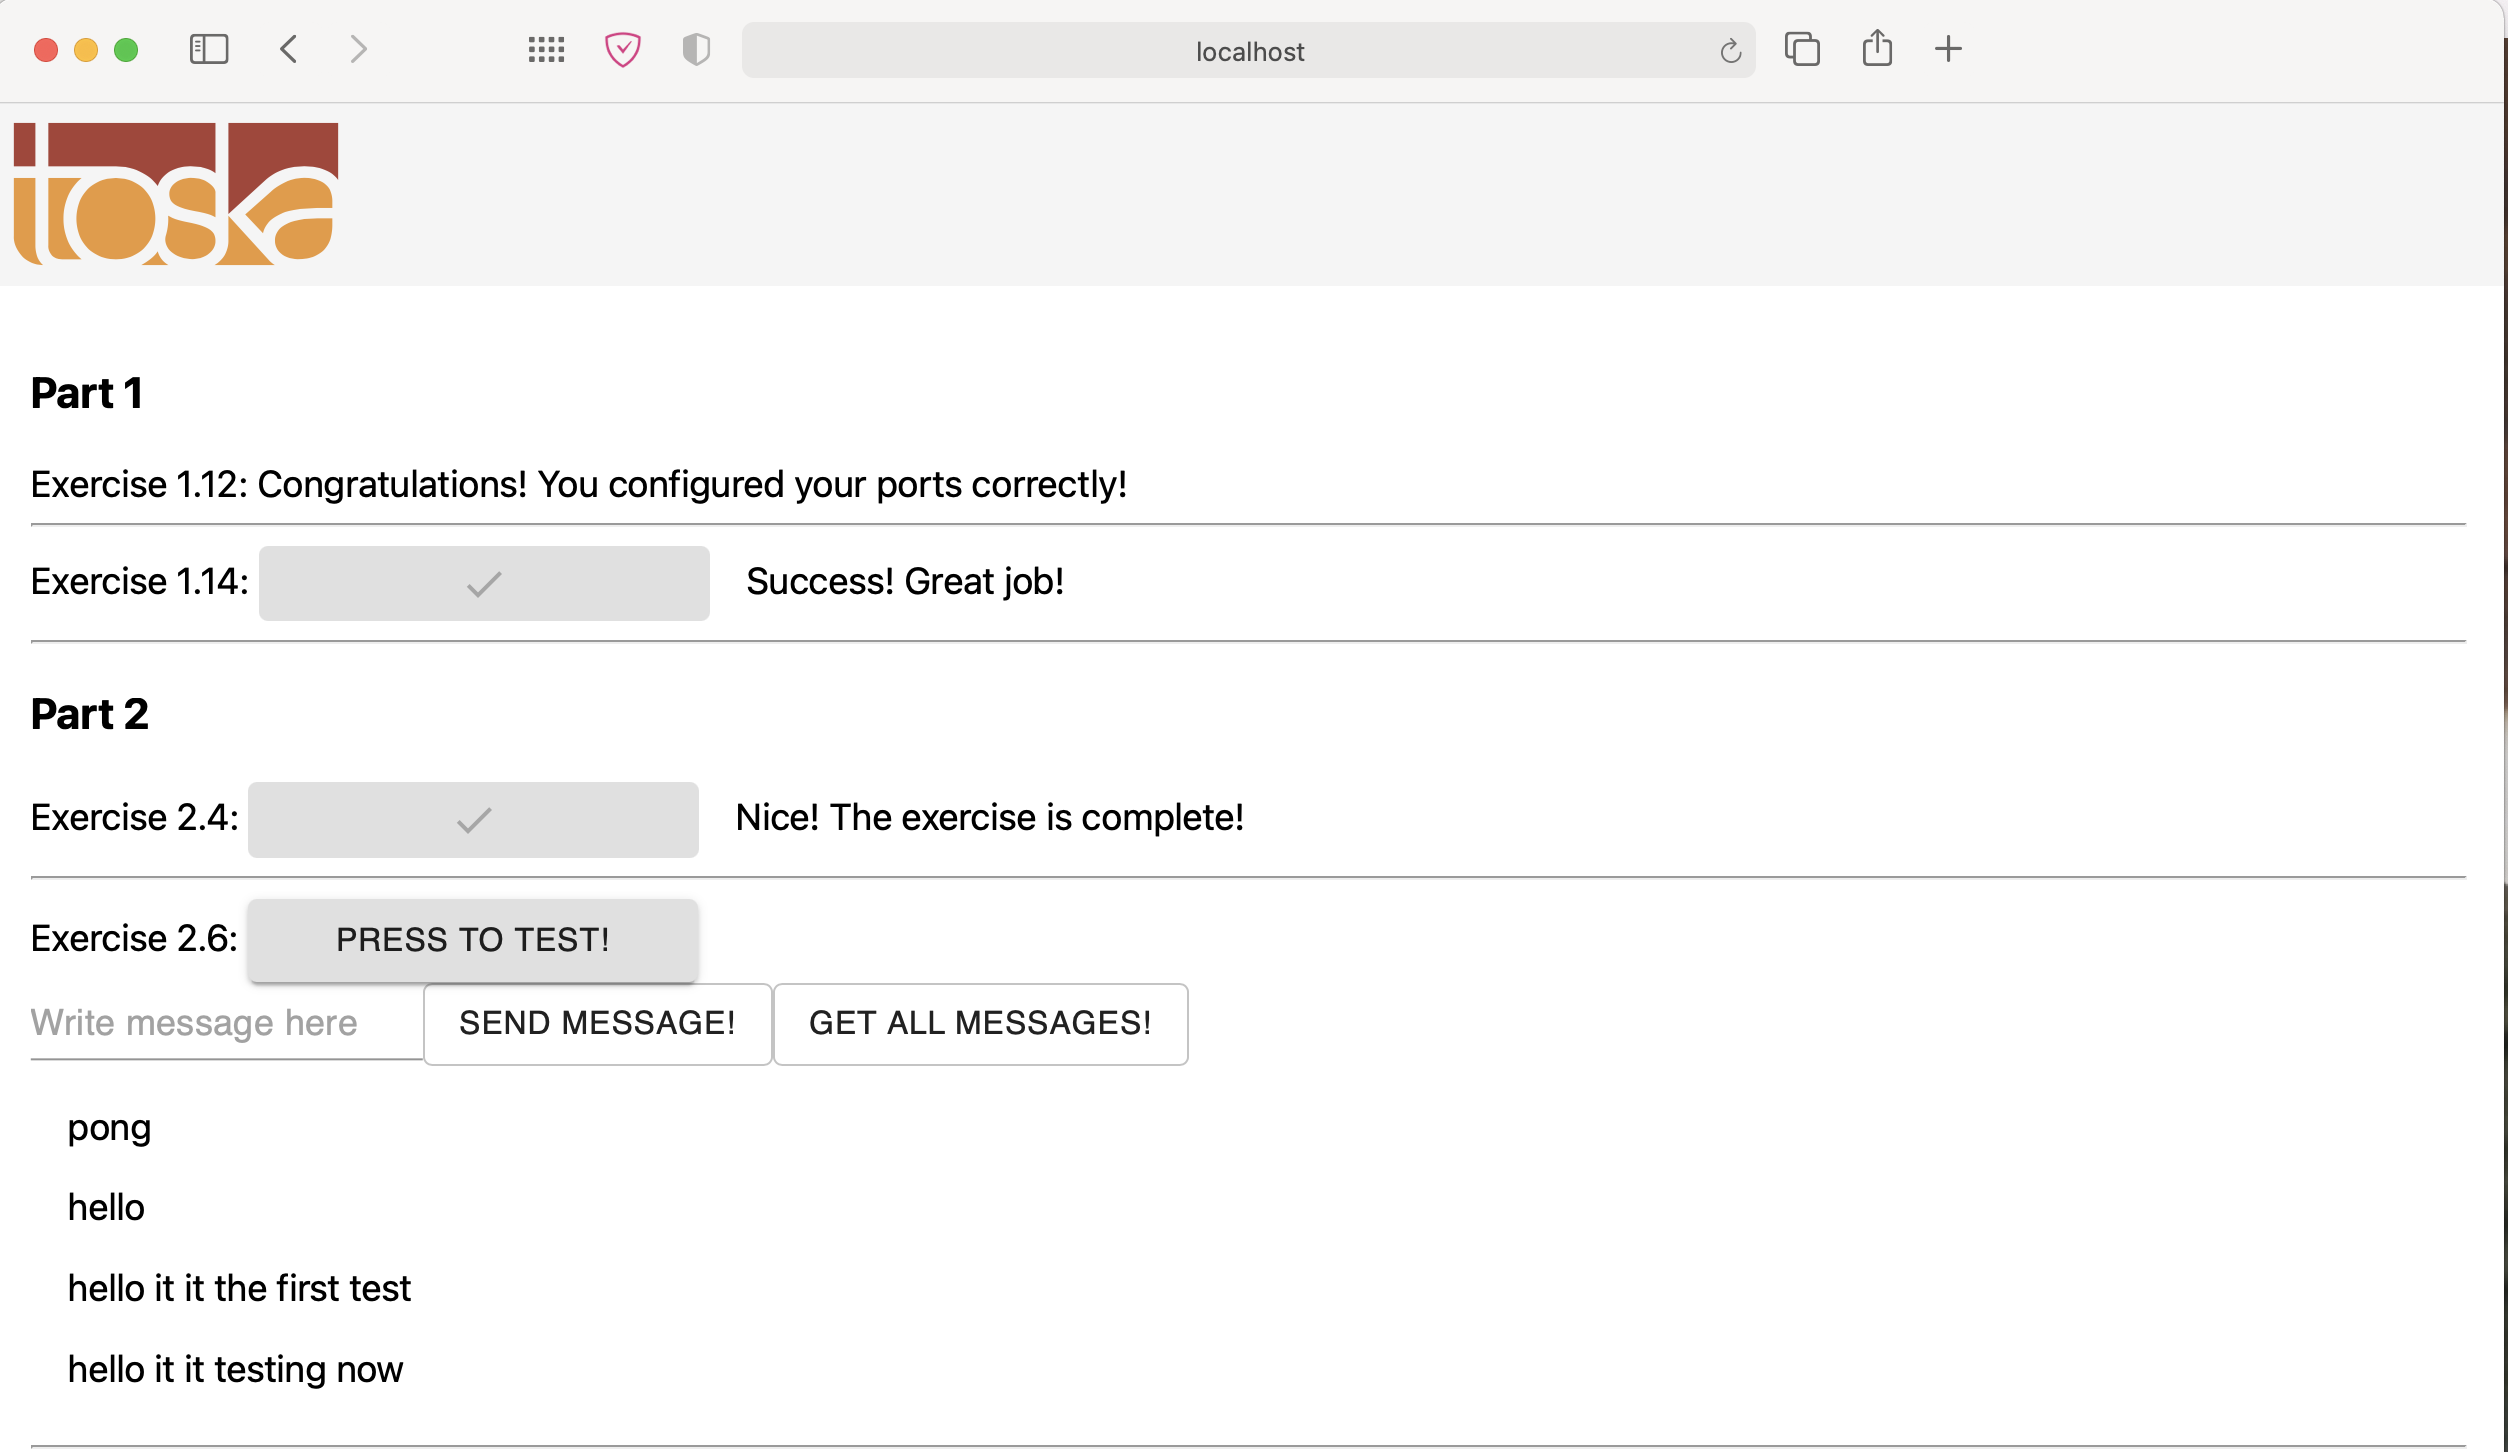 localhost
toska
Part 1
Exercise 1.12: Congratulations! You configured your ports correctly!
Exercise 1.14: Success! Great job!
Part 2
Exercise 2.4: Nice! The exercise is complete!
Exercise 2.6: PRESS TO TEST!
Write message here SEND MESSAGE! GET ALL MESSAGES!
pong
hello
hello it it the first test
hello it it testing now